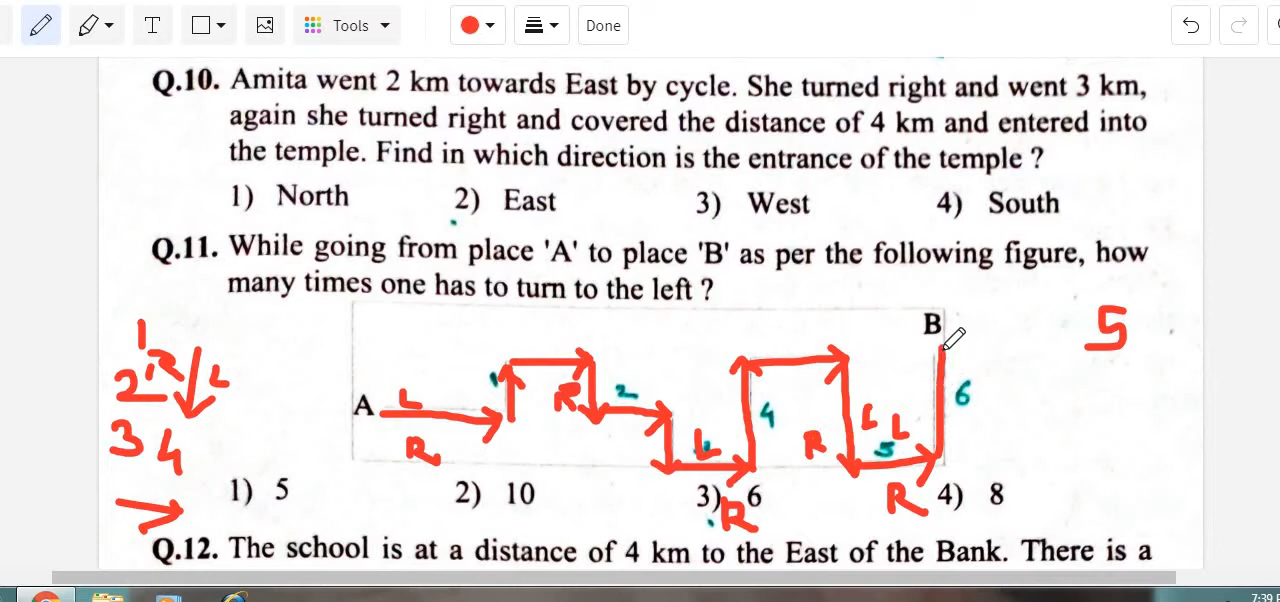 T Tools Done
Q.10. Amita went 2 km towards East by cycle. She turned right and went 3 km,
again she turned right and covered the distance of 4 km and entered into
the temple. Find in which direction is the entrance of the temple ?
1) North 2) East 3) West 4) South
Q.11. While going from place 'A' to place 'B' as per the following figure, how
many times one has to turn to the left ?
B
5
1
2 R L
A L R 2 4 L 6
3 4 R L R L 5
1) 5 2) 10 3) 6 R 4) 8 R
Q.12. The school is at a distance of 4 km to the East of the Bank. There is a
7:39